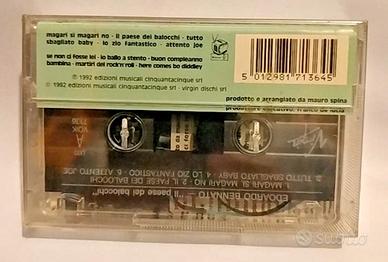 magari si magari no · il paese dei balocchi · tutto
sbagliato baby · lo zio fantastico · attento joe
se non ci fosse lei · io ballo a stento · buon compleanno
bambina · martiri del rock'n'roll · here comes bo diddley
℗ 1992 edizioni musicali cinquantacinque srl
© 1992 edizioni musicali cinquantacinque srl · virgin dischi srl
5 012981 713645
prodotto e arrangiato da mauro spina
A
EDOARDO BENNATO
"Il paese dei balocchi"
1. MAGARI SI, MAGARI NO - 2. IL PAESE DEI BALOCCHI
3. TUTTO SBAGLIATO BABY - 4. LO ZIO FANTASTICO - 5. ATTENTO JOE
subito